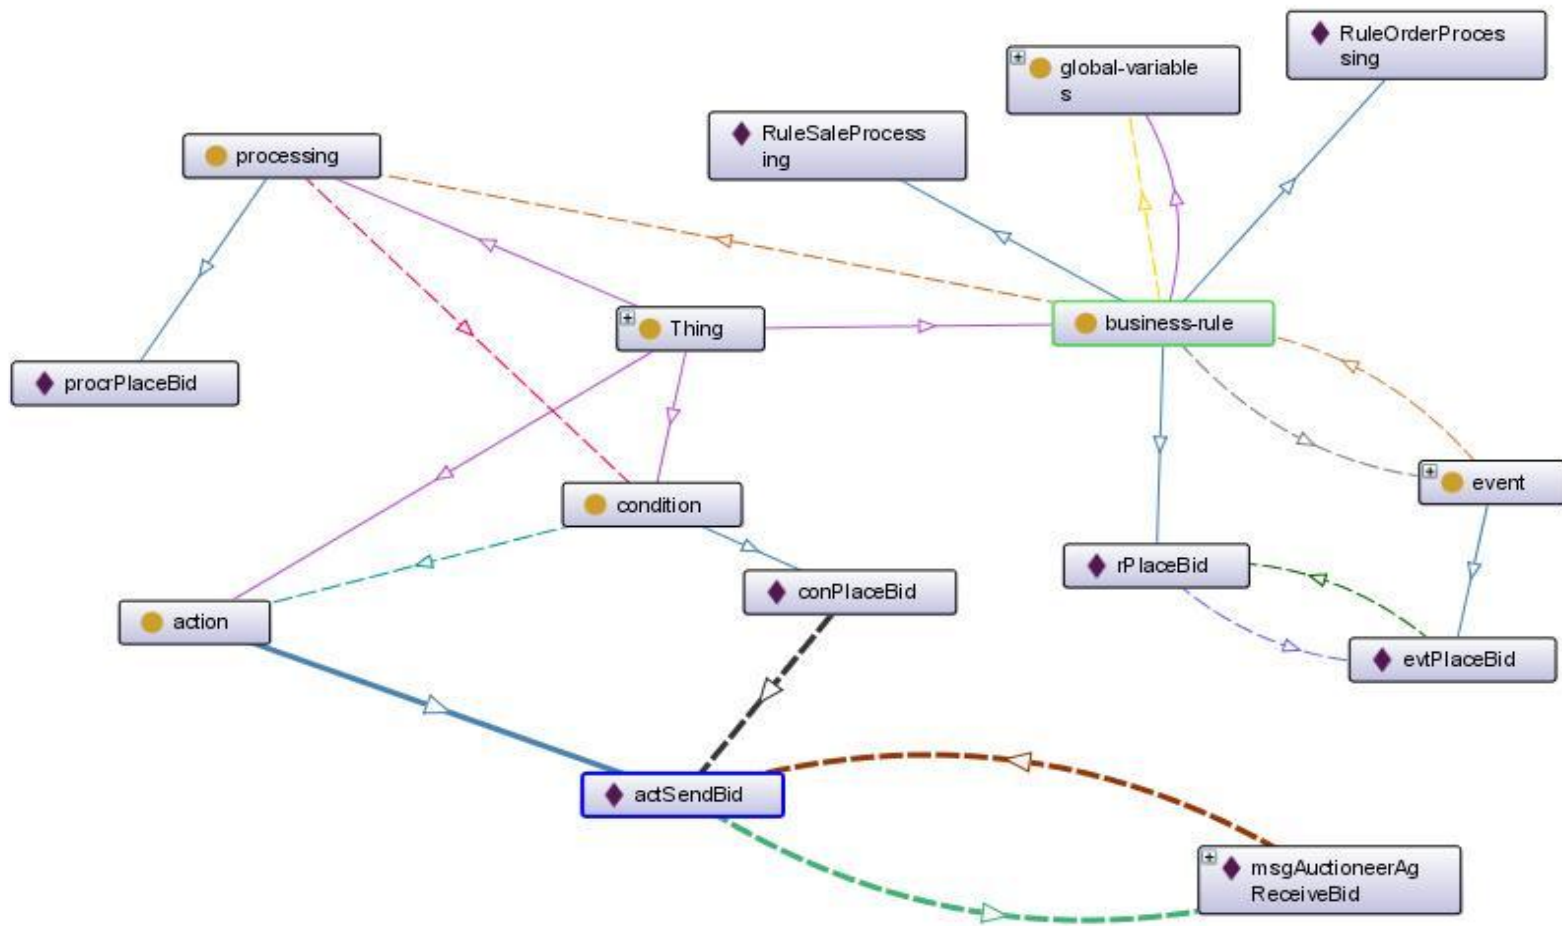 RuleOrderProces
sing
global-variable
s
RuleSaleProcess
ing
processing
Thing
business-rule
procrPlaceBid
event
condition
rPlaceBid
conPlaceBid
action
evtPlaceBid
actSendBid
msgAuctioneerAg
ReceiveBid